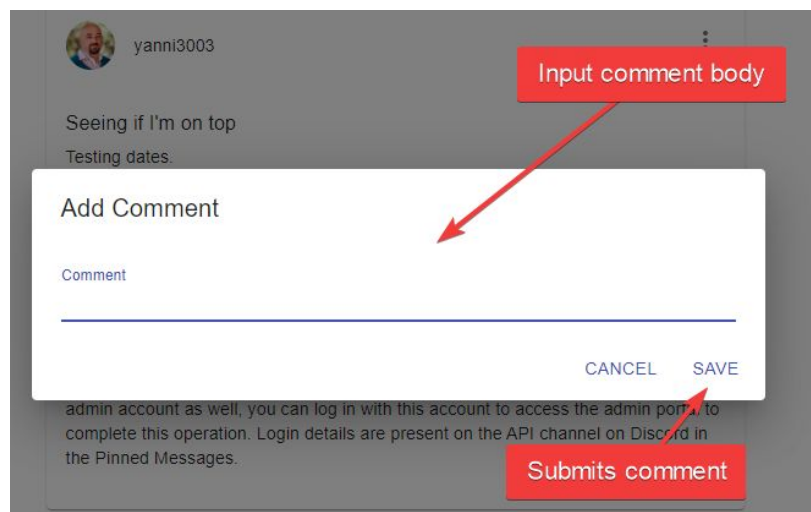 yanni3003
Input comment body
Seeing if I'm on top
Testing dates.
Add Comment
Comment
CANCEL SAVE
admin account as well, you can log in with this account to access the admin portal to
complete this operation. Login details are present on the API channel on Discord in
the Pinned Messages.
Submits comment